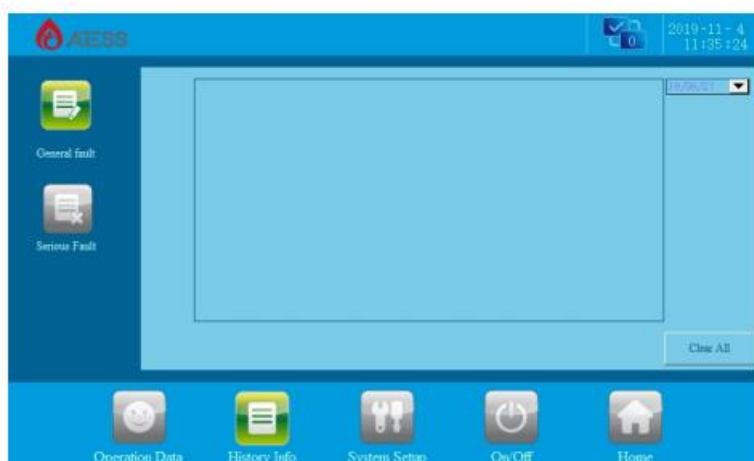 ATESS
0
2019-11- 4
11:35:24
General fault
Serious Fault
Clear All
Operation Data
History Info
System Setup
On/Off
Home